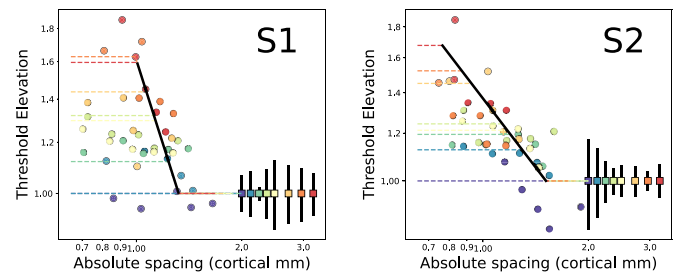 S1
Threshold Elevation
1.8
1.6
1.4
1.2
1.00
0.7 0.8 0.9 1.00 2.0 3.0
Absolute spacing (cortical mm)
S2
Threshold Elevation
1.8
1.6
1.4
1.2
1.00
0.7 0.8 0.9 1.00 2.0 3.0
Absolute spacing (cortical mm)